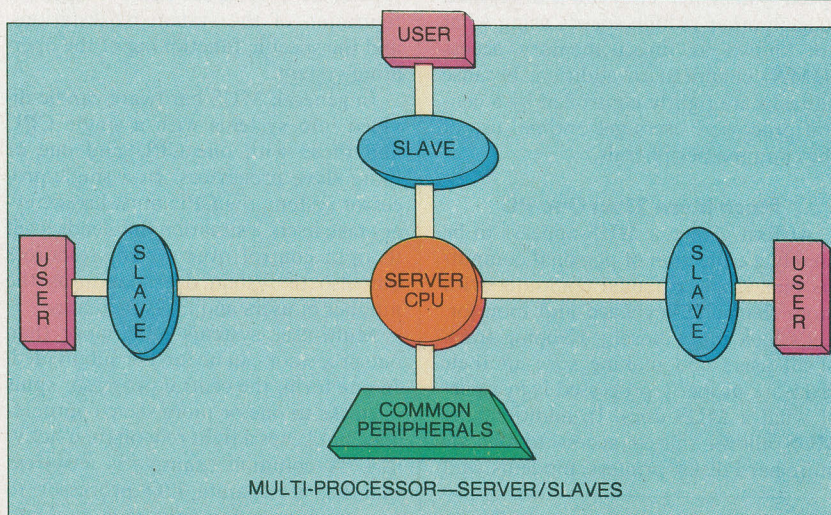 USER
SLAVE
USER
SLAVE
SERVER
CPU
SLAVE
USER
COMMON
PERIPHERALS
MULTI-PROCESSOR—SERVER/SLAVES